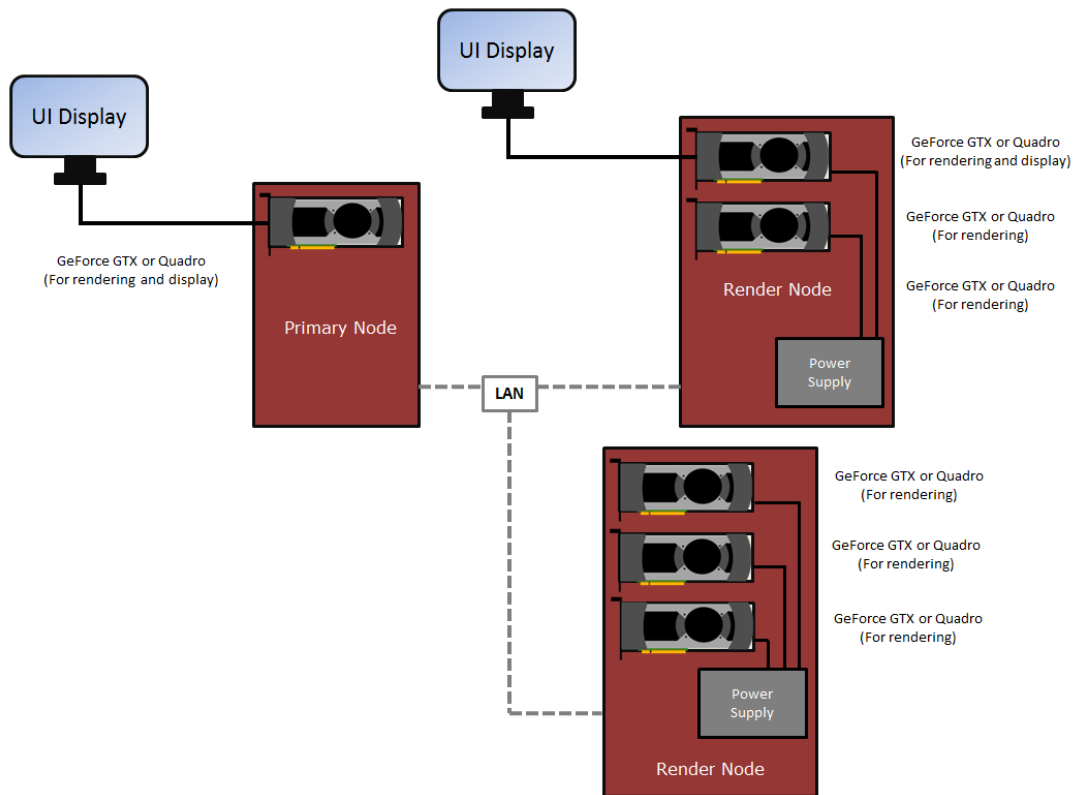 UI Display
UI Display
GeForce GTX or Quadro
(For rendering and display)
Primary Node
GeForce GTX or Quadro
(For rendering and display)
GeForce GTX or Quadro
(For rendering)
GeForce GTX or Quadro
(For rendering)
Render Node
Power
Supply
LAN
GeForce GTX or Quadro
(For rendering)
GeForce GTX or Quadro
(For rendering)
GeForce GTX or Quadro
(For rendering)
Power
Supply
Render Node